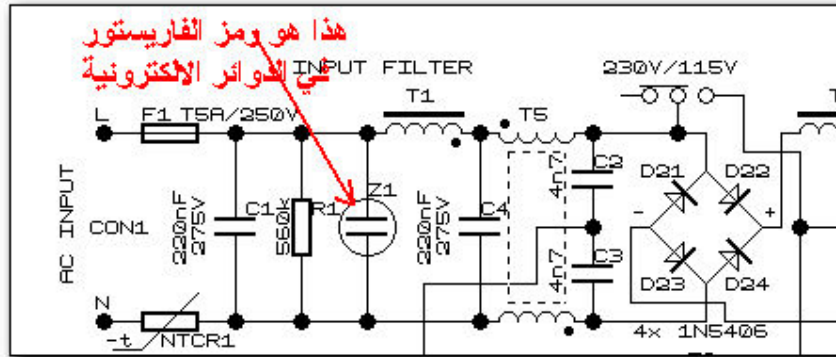 هذا هو رمز الفاريستور
في الدوائر الالكترونية
INPUT FILTER
230V/115V
T1
T5
L
F1 T5A/250V
AC INPUT
CON1
220nF
275V
C1
560k
R1
Z1
220nF
275V
C4
4n7
C2
4n7
C3
D21
D22
-
+
D23
D24
N
-t
NTCR1
4x 1N5406